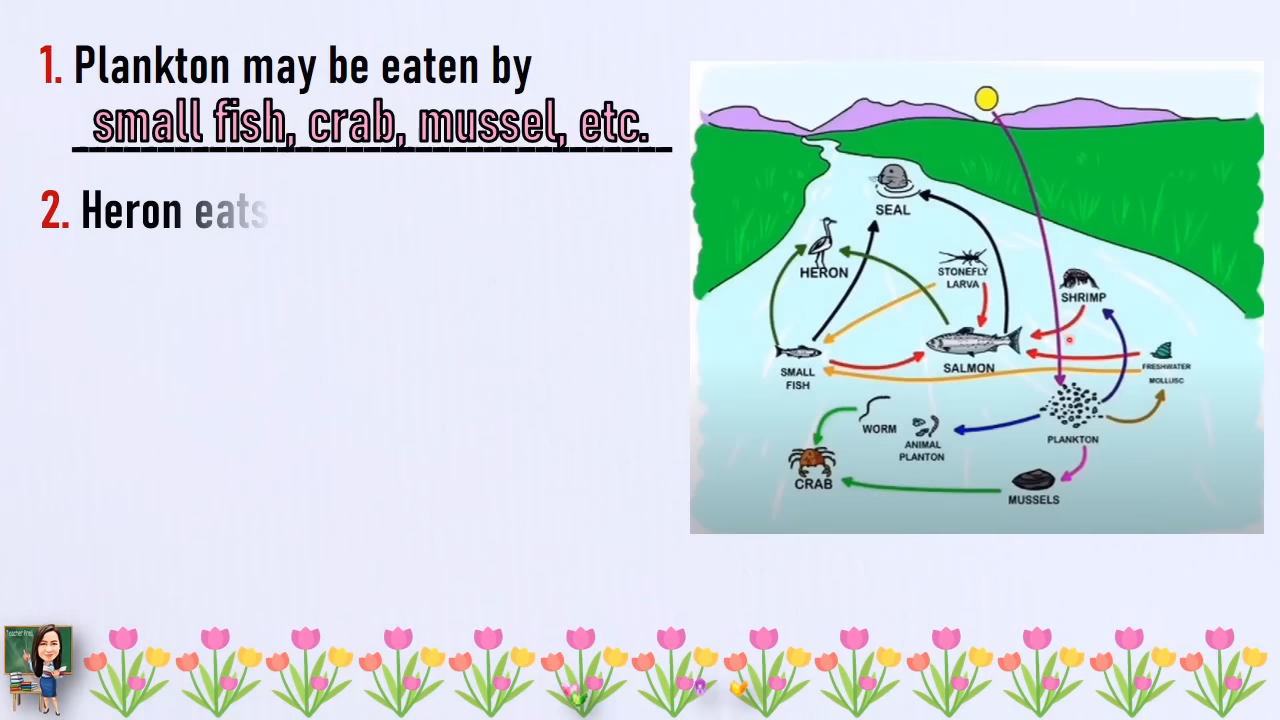 1. Plankton may be eaten by
small fish, crab, mussel, etc.
2. Heron eats
SEAL
HERON
STONEFLY
LARVA
SHRIMP
SMALL
FISH
SALMON
FRESHWATER
MOLLUSC
WORM
ANIMAL
PLANTON
PLANKTON
CRAB
MUSSELS